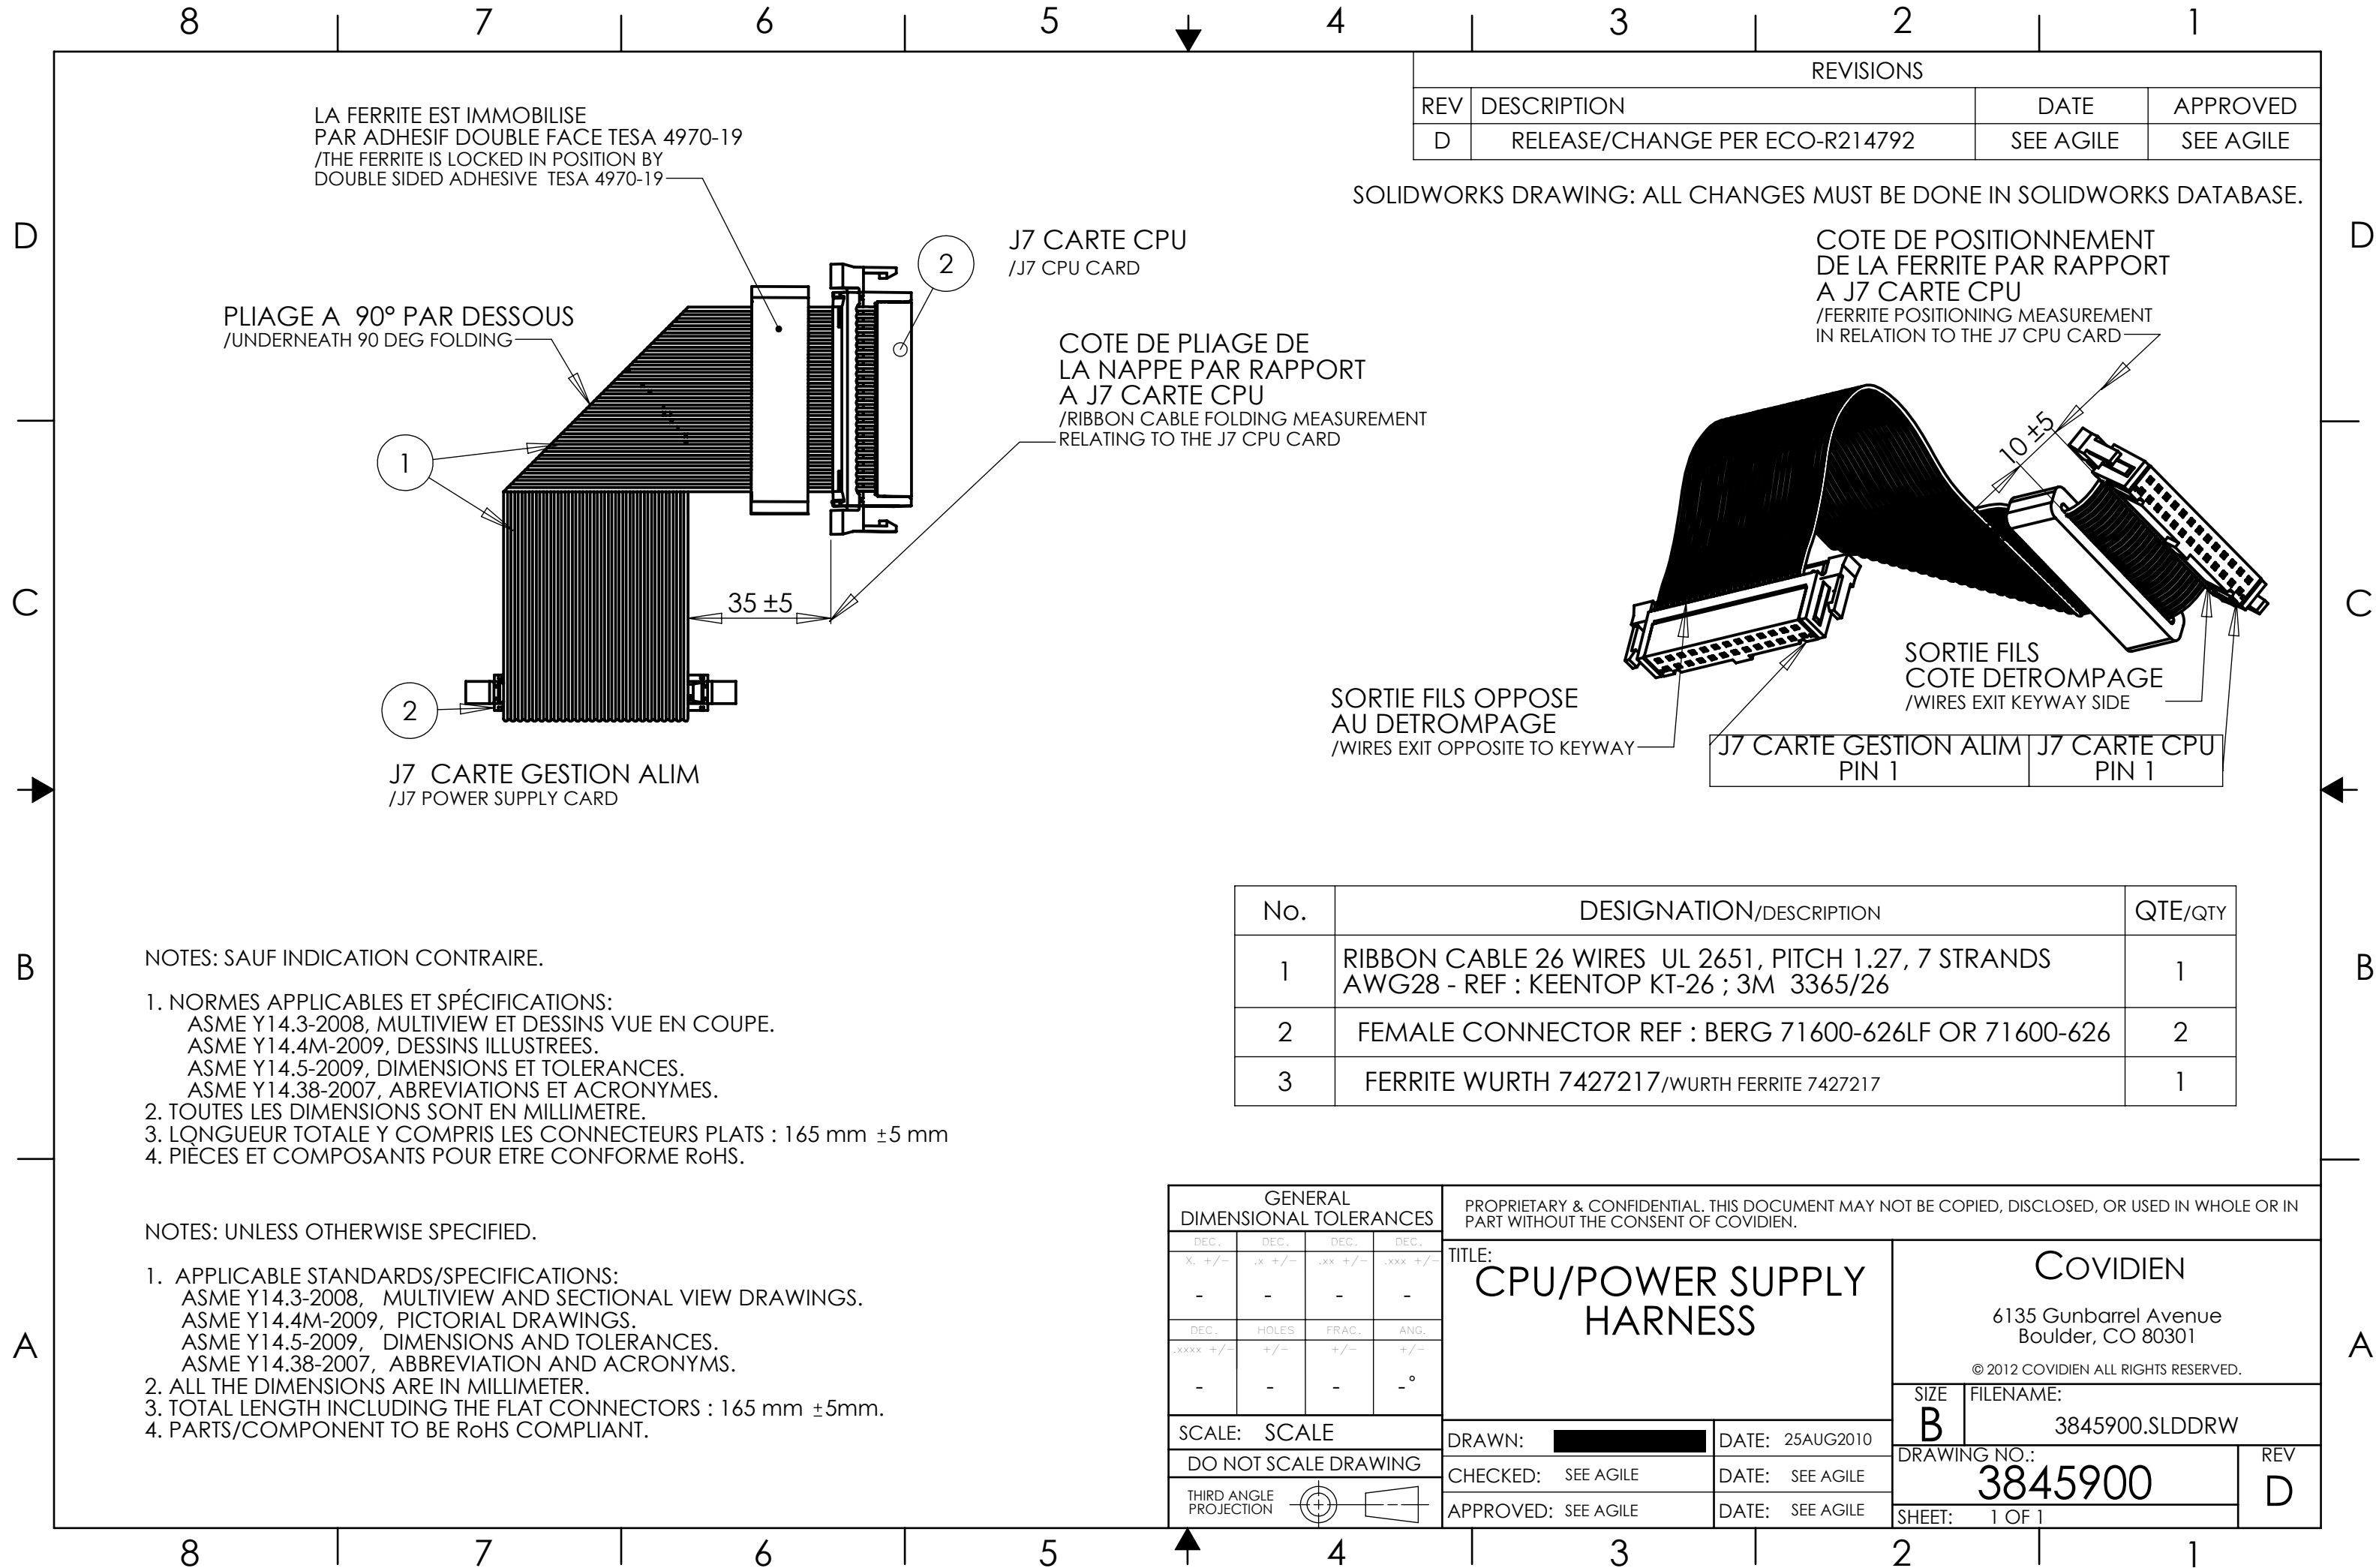 8 7 6 5 4 3 2 1
REVISIONS
REV DESCRIPTION DATE APPROVED
D RELEASE/CHANGE PER ECO-R214792 SEE AGILE SEE AGILE
SOLIDWORKS DRAWING: ALL CHANGES MUST BE DONE IN SOLIDWORKS DATABASE.
LA FERRITE EST IMMOBILISE
PAR ADHESIF DOUBLE FACE TESA 4970-19
/THE FERRITE IS LOCKED IN POSITION BY
DOUBLE SIDED ADHESIVE TESA 4970-19
D
D
J7 CARTE CPU
/J7 CPU CARD
2
PLIAGE A 90° PAR DESSOUS
/UNDERNEATH 90 DEG FOLDING
COTE DE PLIAGE DE
LA NAPPE PAR RAPPORT
A J7 CARTE CPU
/RIBBON CABLE FOLDING MEASUREMENT
RELATING TO THE J7 CPU CARD
1
35 ±5
2
J7 CARTE GESTION ALIM
/J7 POWER SUPPLY CARD
COTE DE POSITIONNEMENT
DE LA FERRITE PAR RAPPORT
A J7 CARTE CPU
/FERRITE POSITIONING MEASUREMENT
IN RELATION TO THE J7 CPU CARD
10 ±5
C
C
SORTIE FILS OPPOSE
AU DETROMPAGE
/WIRES EXIT OPPOSITE TO KEYWAY
SORTIE FILS
COTE DETROMPAGE
/WIRES EXIT KEYWAY SIDE
J7 CARTE GESTION ALIM
PIN 1
J7 CARTE CPU
PIN 1
No. DESIGNATION/DESCRIPTION QTE/QTY
1 RIBBON CABLE 26 WIRES UL 2651, PITCH 1.27, 7 STRANDS
AWG28 - REF : KEENTOP KT-26 ; 3M 3365/26 1
2 FEMALE CONNECTOR REF : BERG 71600-626LF OR 71600-626 2
3 FERRITE WURTH 7427217/WURTH FERRITE 7427217 1
B
B
NOTES: SAUF INDICATION CONTRAIRE.
1. NORMES APPLICABLES ET SPÉCIFICATIONS:
ASME Y14.3-2008, MULTIVIEW ET DESSINS VUE EN COUPE.
ASME Y14.4M-2009, DESSINS ILLUSTREES.
ASME Y14.5-2009, DIMENSIONS ET TOLERANCES.
ASME Y14.38-2007, ABREVIATIONS ET ACRONYMES.
2. TOUTES LES DIMENSIONS SONT EN MILLIMETRE.
3. LONGUEUR TOTALE Y COMPRIS LES CONNECTEURS PLATS : 165 mm ±5 mm
4. PIÈCES ET COMPOSANTS POUR ETRE CONFORME RoHS.
NOTES: UNLESS OTHERWISE SPECIFIED.
1. APPLICABLE STANDARDS/SPECIFICATIONS:
ASME Y14.3-2008, MULTIVIEW AND SECTIONAL VIEW DRAWINGS.
ASME Y14.4M-2009, PICTORIAL DRAWINGS.
ASME Y14.5-2009, DIMENSIONS AND TOLERANCES.
ASME Y14.38-2007, ABBREVIATION AND ACRONYMS.
2. ALL THE DIMENSIONS ARE IN MILLIMETER.
3. TOTAL LENGTH INCLUDING THE FLAT CONNECTORS : 165 mm ±5mm.
4. PARTS/COMPONENT TO BE RoHS COMPLIANT.
A
A
GENERAL
DIMENSIONAL TOLERANCES
DEC. DEC. DEC. DEC.
X. +/- .x +/- .xx +/- .xxx +/-
- - - -
DEC. HOLES FRAC. ANG.
.xxxx +/- +/- +/- +/-
- - - -°
SCALE: SCALE
DO NOT SCALE DRAWING
THIRD ANGLE
PROJECTION
PROPRIETARY & CONFIDENTIAL. THIS DOCUMENT MAY NOT BE COPIED, DISCLOSED, OR USED IN WHOLE OR IN
PART WITHOUT THE CONSENT OF COVIDIEN.
TITLE:
CPU/POWER SUPPLY
HARNESS
COVIDIEN
6135 Gunbarrel Avenue
Boulder, CO 80301
© 2012 COVIDIEN ALL RIGHTS RESERVED.
DRAWN: DATE: 25AUG2010
CHECKED: SEE AGILE DATE: SEE AGILE
APPROVED: SEE AGILE DATE: SEE AGILE
SIZE
B
FILENAME:
3845900.SLDDRW
DRAWING NO.:
3845900
REV
D
SHEET: 1 OF 1
8 7 6 5 4 3 2 1